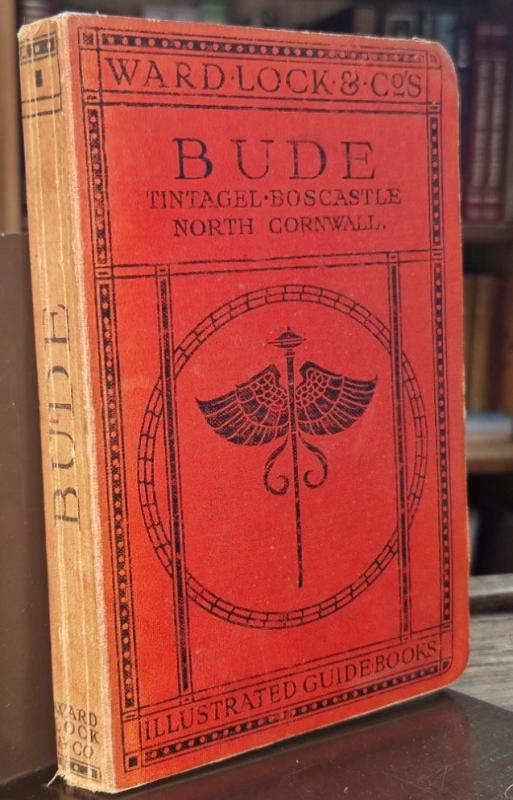 WARD·LOCK·&·Co's
BUDE
TINTAGEL·BOSCASTLE
NORTH CORNWALL.
ILLUSTRATED GUIDE·BOOKS
BUDE
WARD
LOCK
& CO